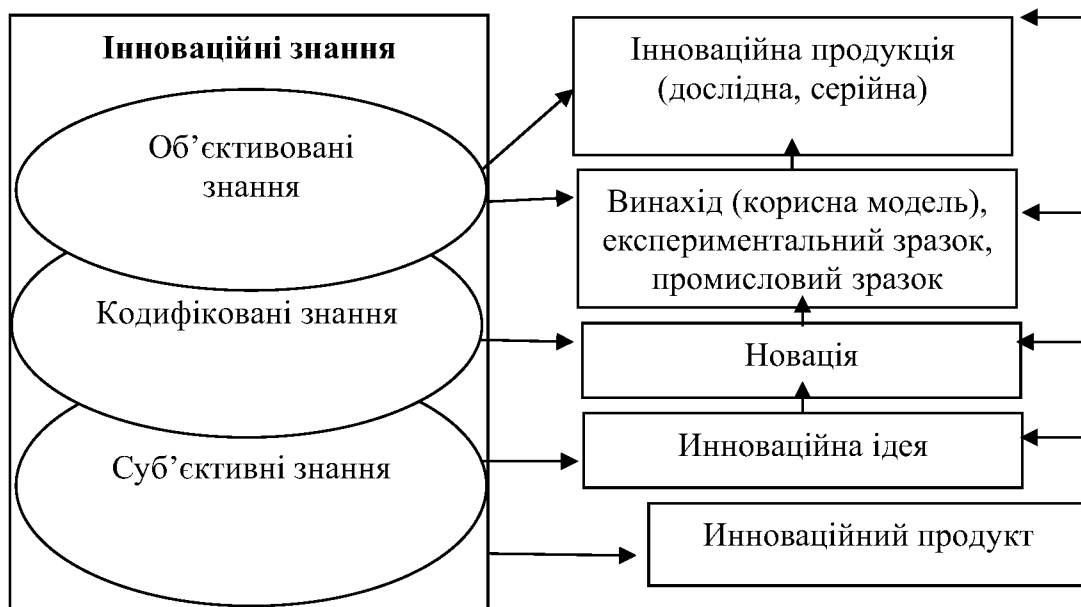 Інноваційні знання
Об’єктивовані
знання
Кодифіковані знання
Суб’єктивні знання
Інноваційна продукція
(дослідна, серійна)
Винахід (корисна модель),
експериментальний зразок,
промисловий зразок
Новація
Инноваційна ідея
Инноваційний продукт